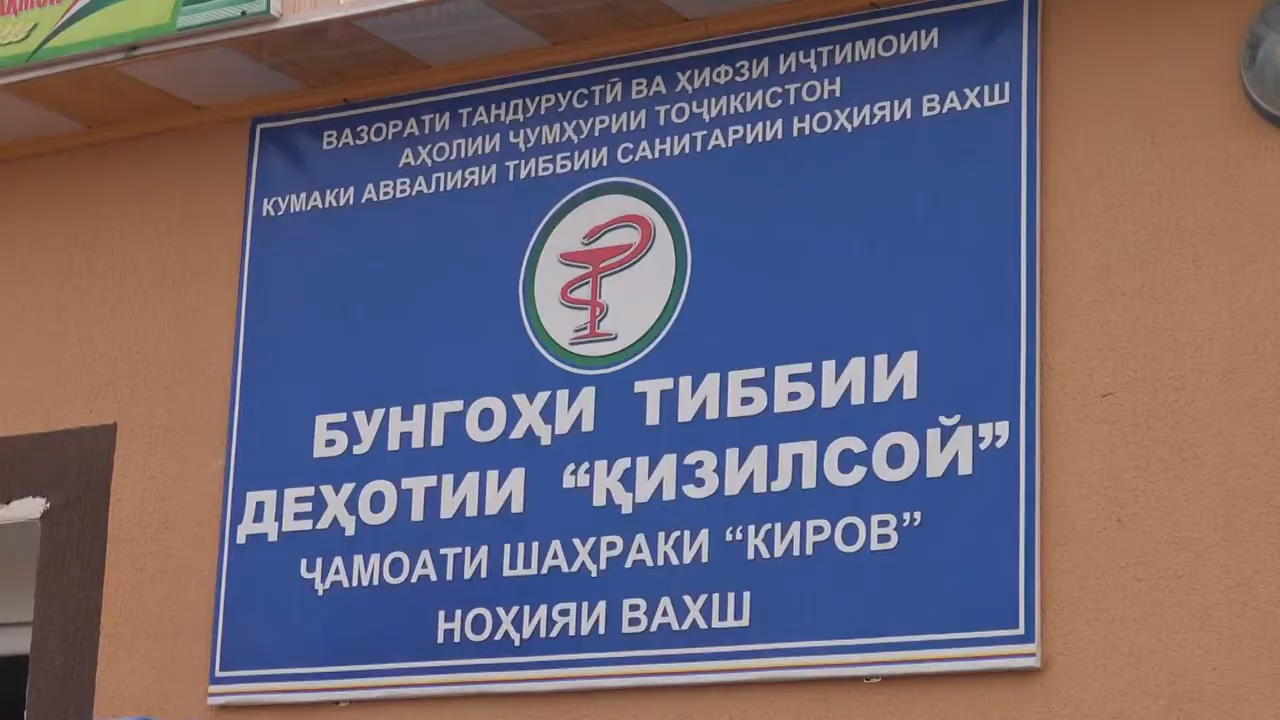 ВАЗОРАТИ ТАНДУРУСТӢ ВА ҲИФЗИ ИҶТИМОИИ
АҲОЛИИ ҶУМҲУРИИ ТОҶИКИСТОН
КУМАКИ АВВАЛИЯИ ТИББИИ САНИТАРИИ НОҲИЯИ ВАХШ
БУНГОҲИ ТИББИИ
ДЕҲОТИИ “ҚИЗИЛСОЙ”
ҶАМОАТИ ШАҲРАКИ “КИРОВ”
НОҲИЯИ ВАХШ